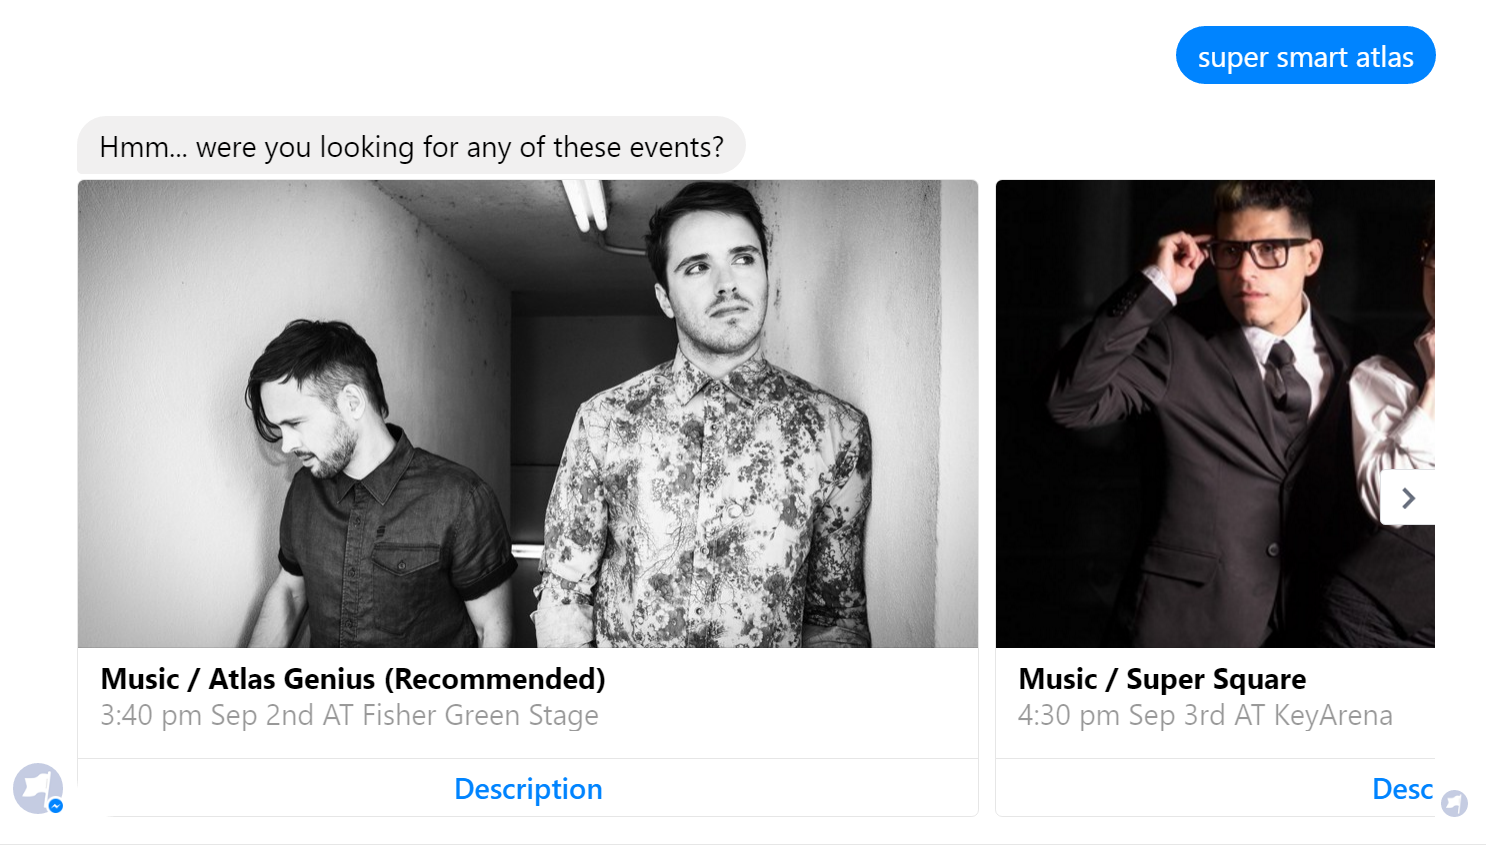 super smart atlas
Hmm... were you looking for any of these events?
Music / Atlas Genius (Recommended)
3:40 pm Sep 2nd AT Fisher Green Stage
Description
Music / Super Square
4:30 pm Sep 3rd AT KeyArena
Desc